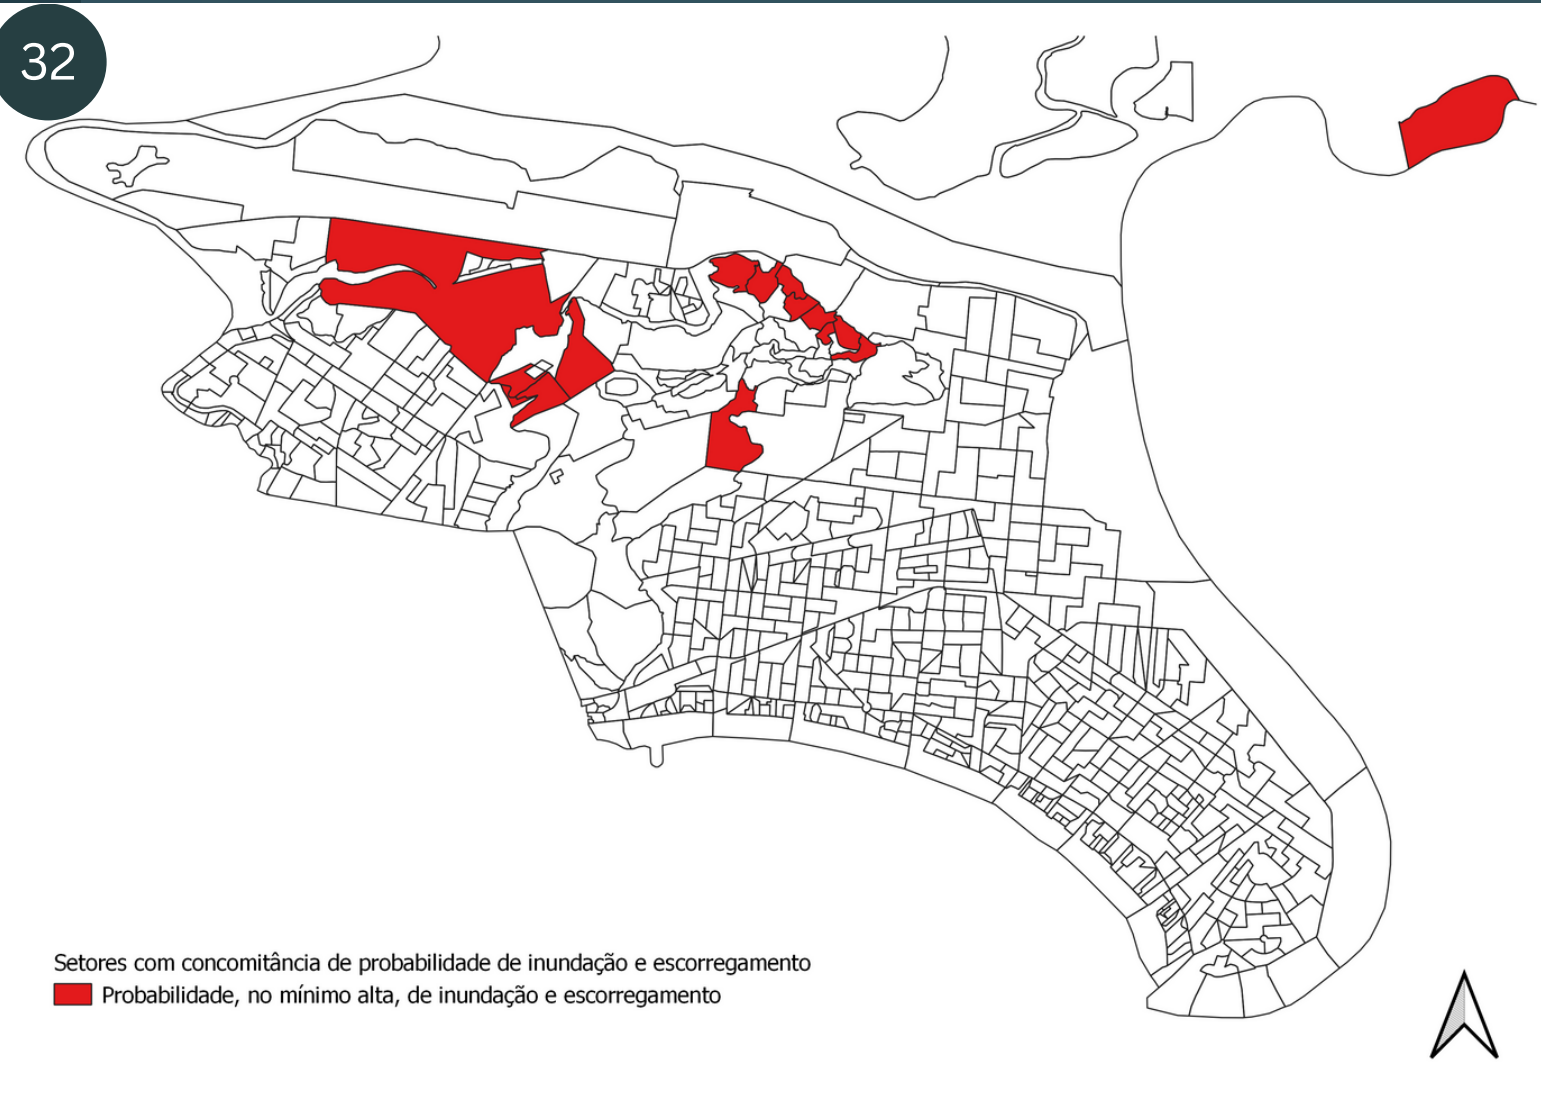 32
Setores com concomitância de probabilidade de inundação e escorregamento
Probabilidade, no mínimo alta, de inundação e escorregamento